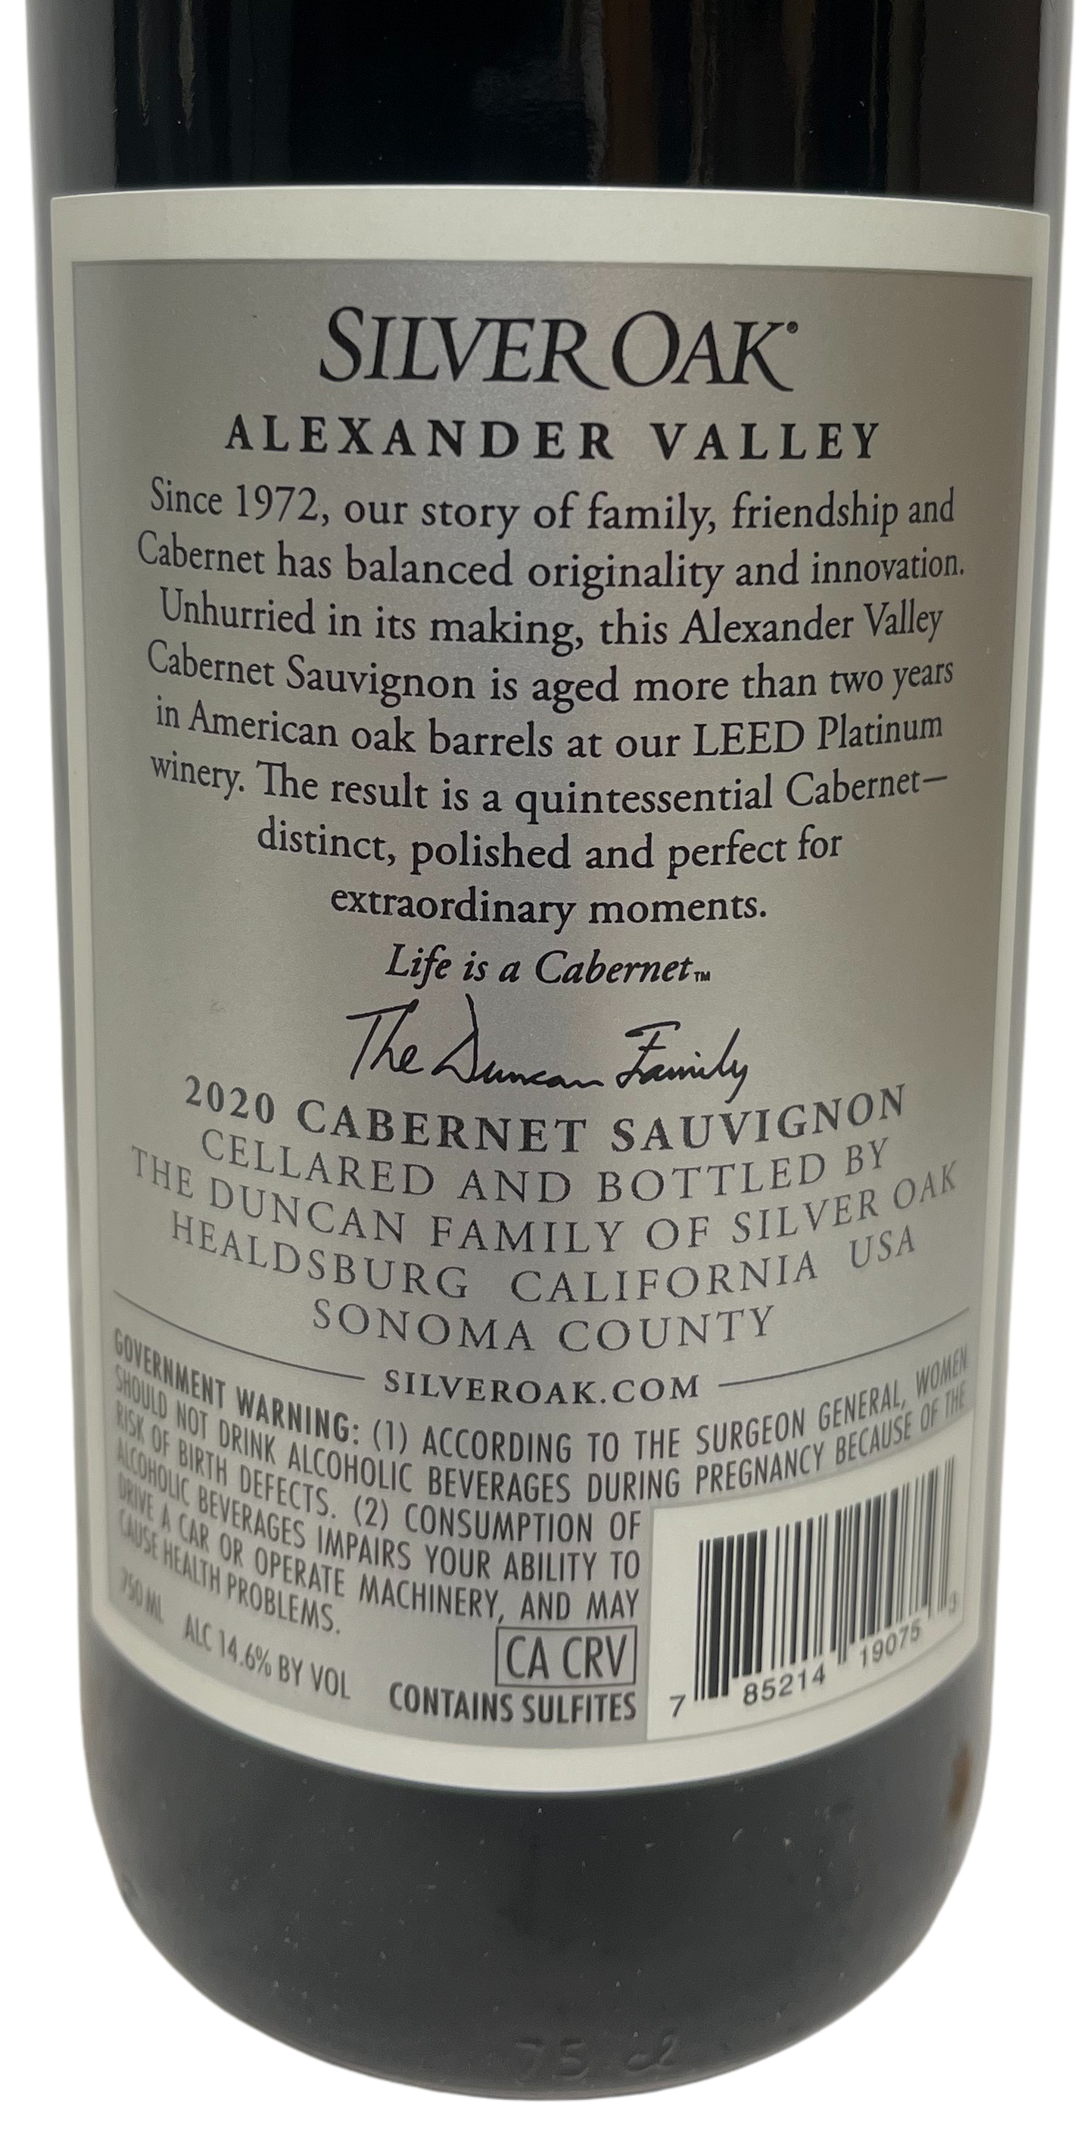 SILVER OAK®
ALEXANDER VALLEY
Since 1972, our story of family, friendship and
Cabernet has balanced originality and innovation.
Unhurried in its making, this Alexander Valley
Cabernet Sauvignon is aged more than two years
in American oak barrels at our LEED Platinum
winery. The result is a quintessential Cabernet—
distinct, polished and perfect for
extraordinary moments.
Life is a Cabernet™
The Duncan Family
2020 CABERNET SAUVIGNON
CELLARED AND BOTTLED BY
THE DUNCAN FAMILY OF SILVER OAK
HEALDSBURG CALIFORNIA USA
SONOMA COUNTY
SILVEROAK.COM
GOVERNMENT WARNING: (1) ACCORDING TO THE SURGEON GENERAL, WOMEN
SHOULD NOT DRINK ALCOHOLIC BEVERAGES DURING PREGNANCY BECAUSE OF THE
RISK OF BIRTH DEFECTS. (2) CONSUMPTION OF
ALCOHOLIC BEVERAGES IMPAIRS YOUR ABILITY TO
DRIVE A CAR OR OPERATE MACHINERY, AND MAY
CAUSE HEALTH PROBLEMS.
750 ML ALC 14.6% BY VOL
CA CRV
CONTAINS SULFITES
7 85214 19075 3
75 cl